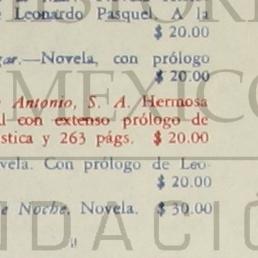 Leonardo Pasquel. A la
$ 20.00
gar.—Novela, con prólogo
$ 20.00
Antonio, S. A. Hermosa
l con extenso prólogo de
stica y 263 págs. $ 20.00
vela. Con prólogo de Leo-
$ 20.00
e Noche. Novela. $ 30.00